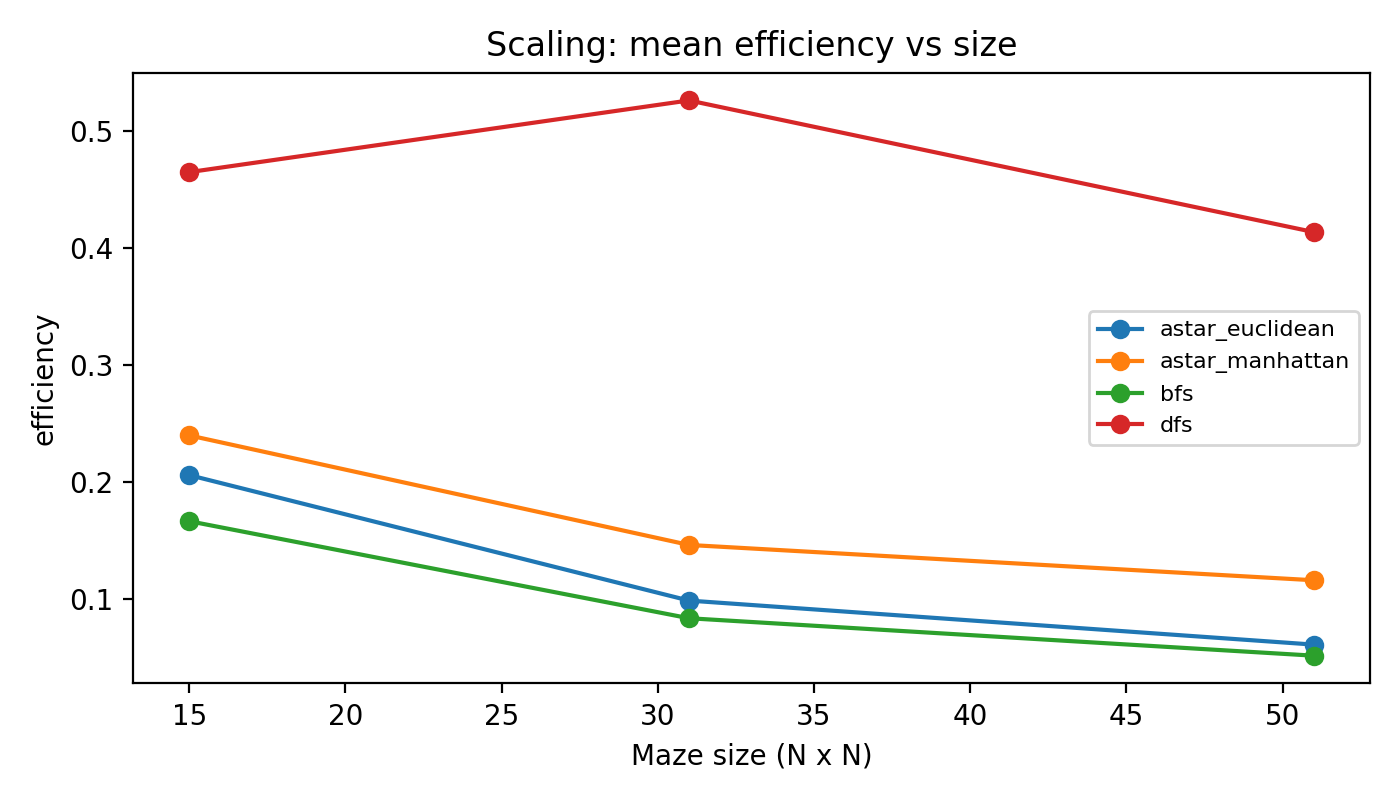 Scaling: mean efficiency vs size
efficiency
0.5
0.4
0.3
0.2
0.1
astar_euclidean
astar_manhattan
bfs
dfs
15 20 25 30 35 40 45 50
Maze size (N x N)